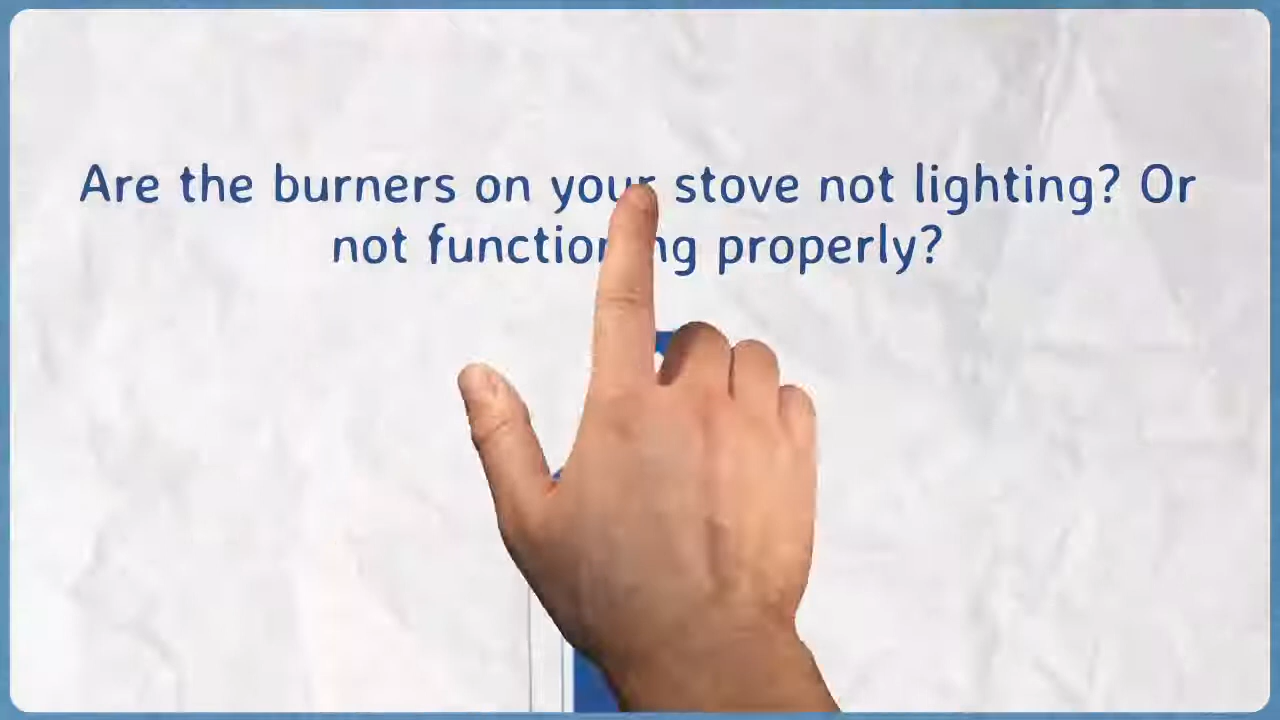 Are the burners on your stove not lighting? Or
not functioning properly?